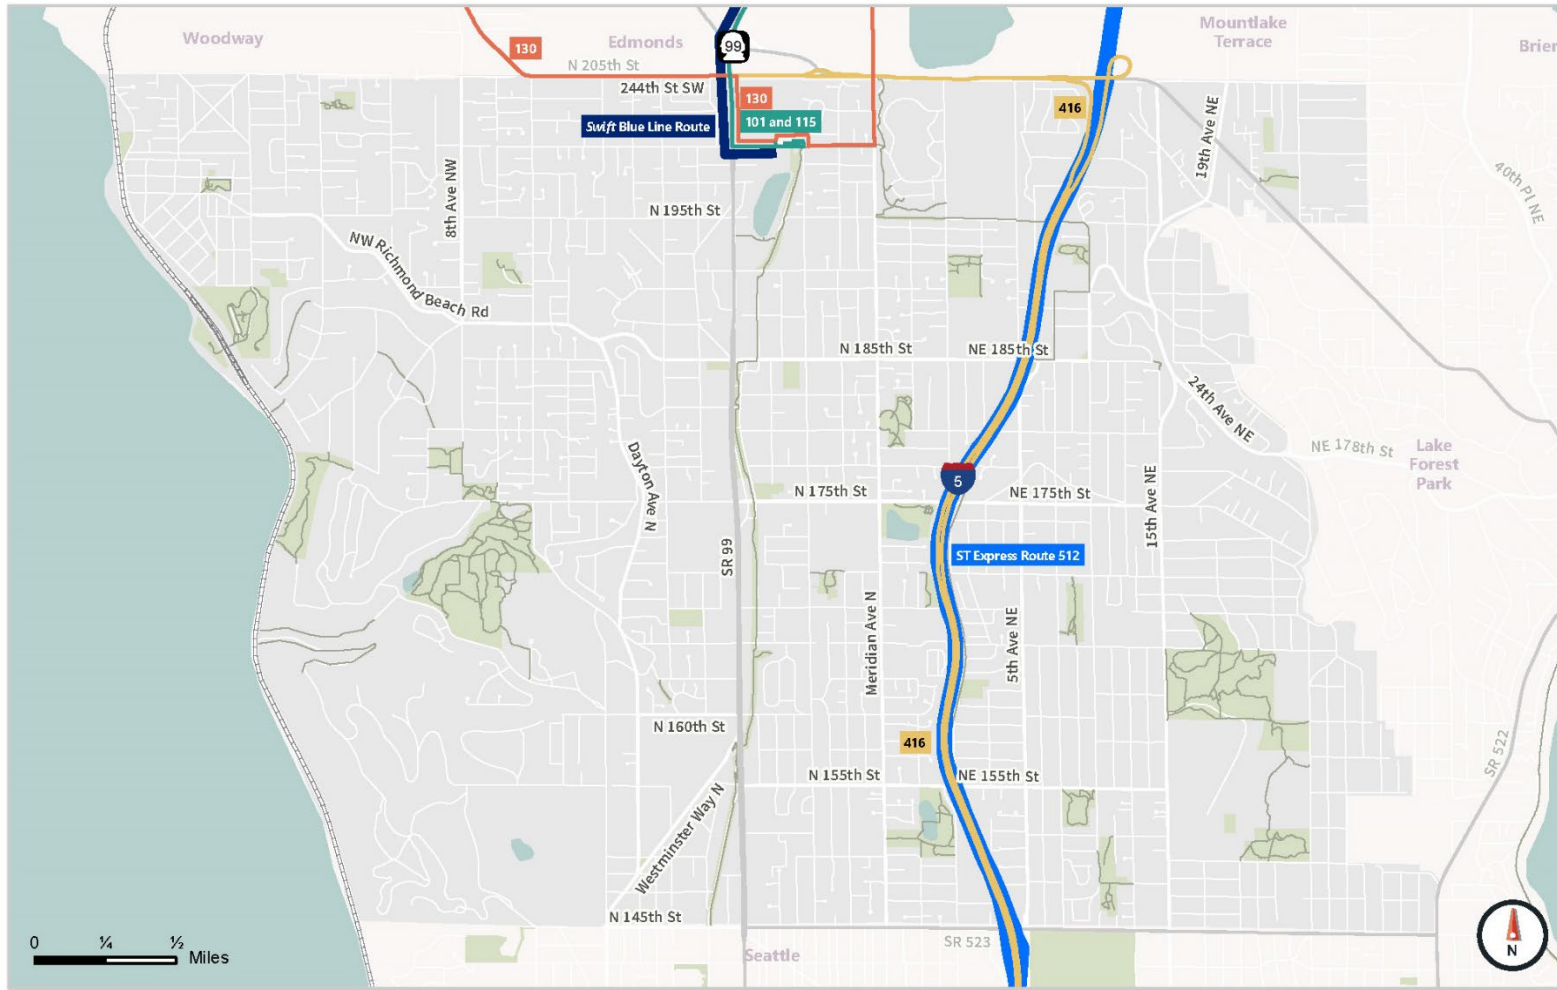 Woodway
130
Edmonds
99
Mountlake
Terrace
Brier
N 205th St
244th St SW
130
416
Swift Blue Line Route
101 and 115
19th Ave NE
8th Ave NW
40th Pl NE
N 195th St
NW Richmond Beach Rd
N 185th St
NE 185th St
24th Ave NE
Dayton Ave N
NE 178th St
Lake
Forest
Park
5
N 175th St
NE 175th St
15th Ave NE
SR 99
ST Express Route 512
Meridian Ave N
5th Ave NE
N 160th St
416
SR 522
N 155th St
NE 155th St
Westminster Way N
N 145th St
SR 523
Seattle
0 ¼ ½
Miles
N